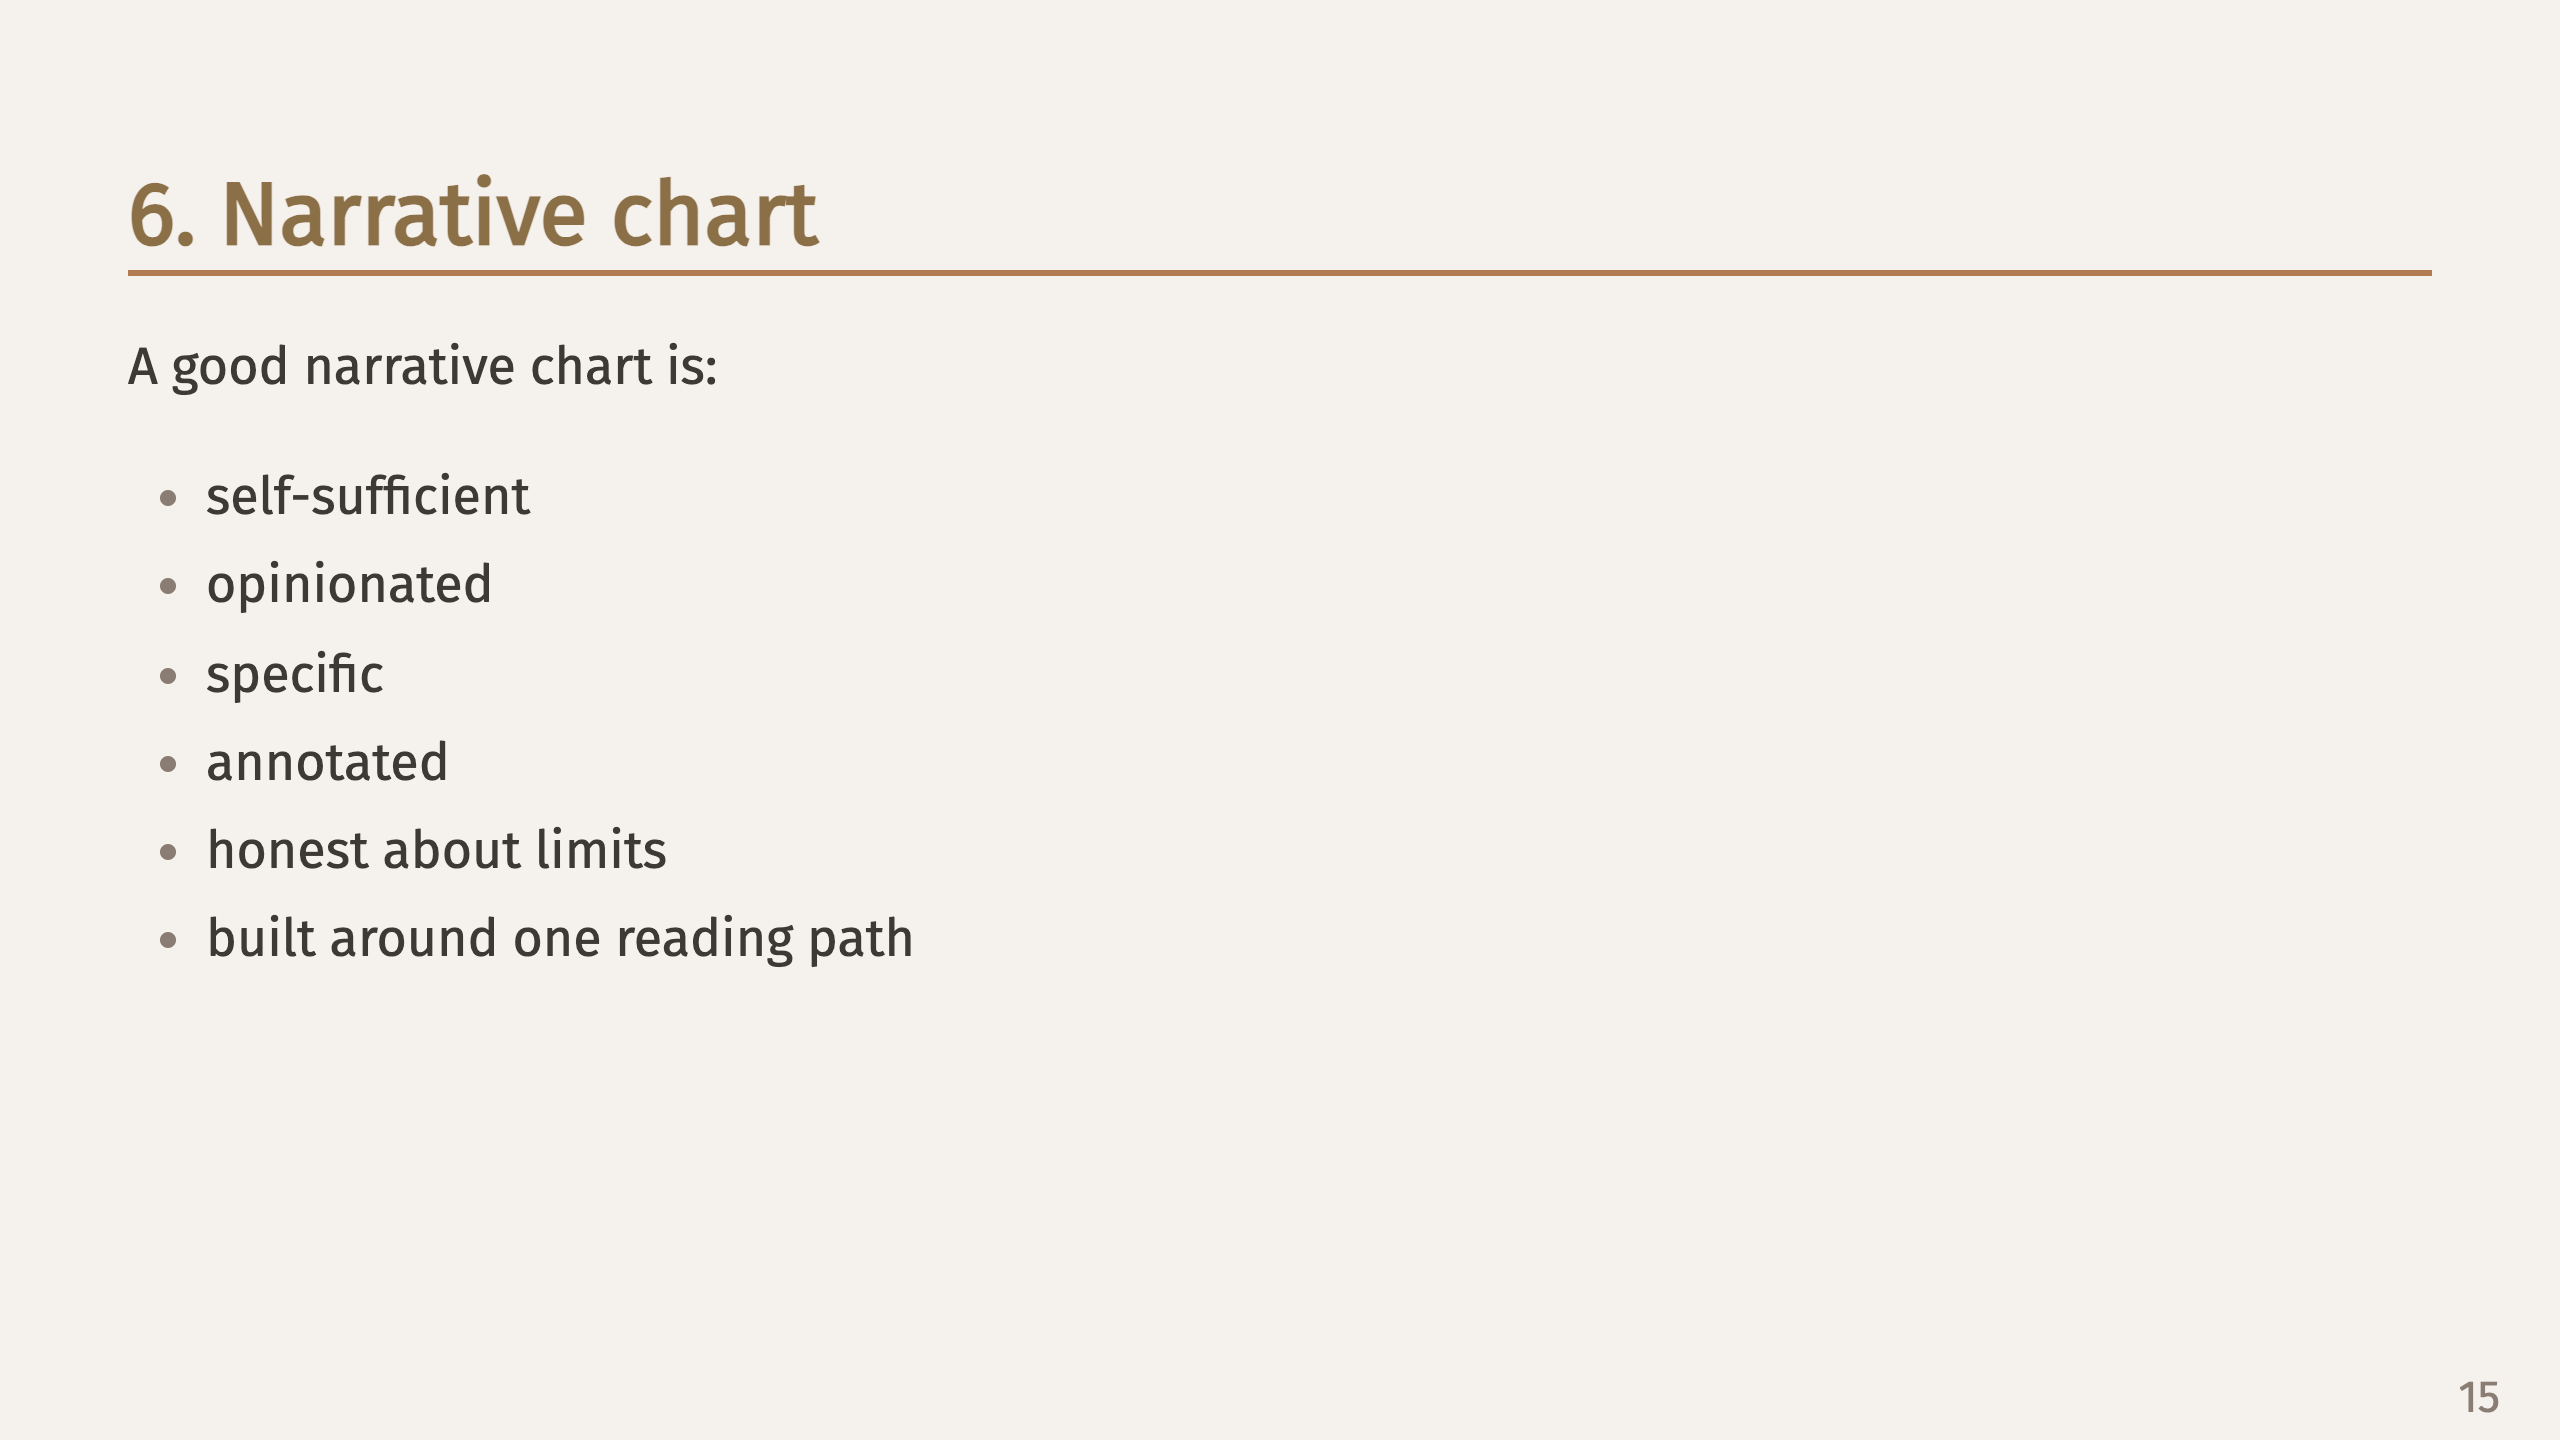 6. Narrative chart
A good narrative chart is:
• self-sufficient
• opinionated
• specific
• annotated
• honest about limits
• built around one reading path
15